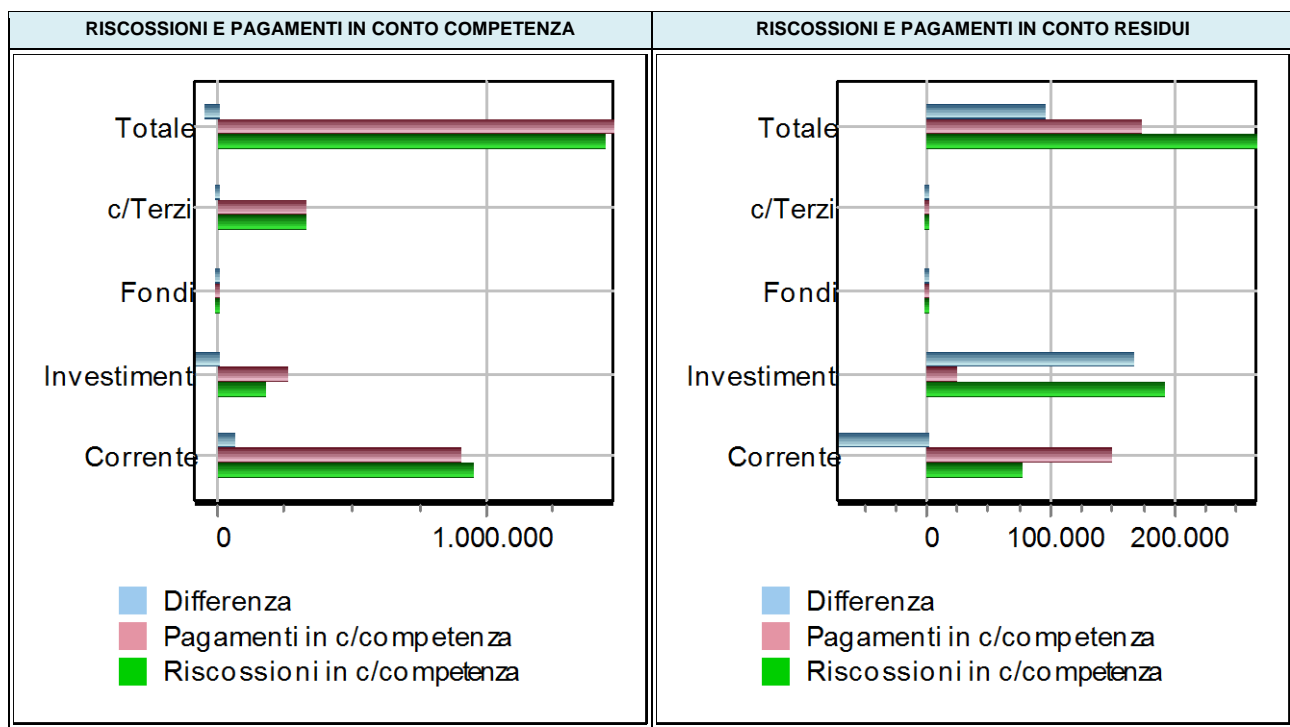 RISCOSSIONI E PAGAMENTI IN CONTO COMPETENZA
Totale
c/Terzi
Fondi
Investiment
Corrente
0 1.000.000
Differenza
Pagamenti in c/competenza
Riscossioni in c/competenza
RISCOSSIONI E PAGAMENTI IN CONTO RESIDUI
Totale
c/Terzi
Fondi
Investiment
Corrente
0 100.000 200.000
Differenza
Pagamenti in c/competenza
Riscossioni in c/competenza